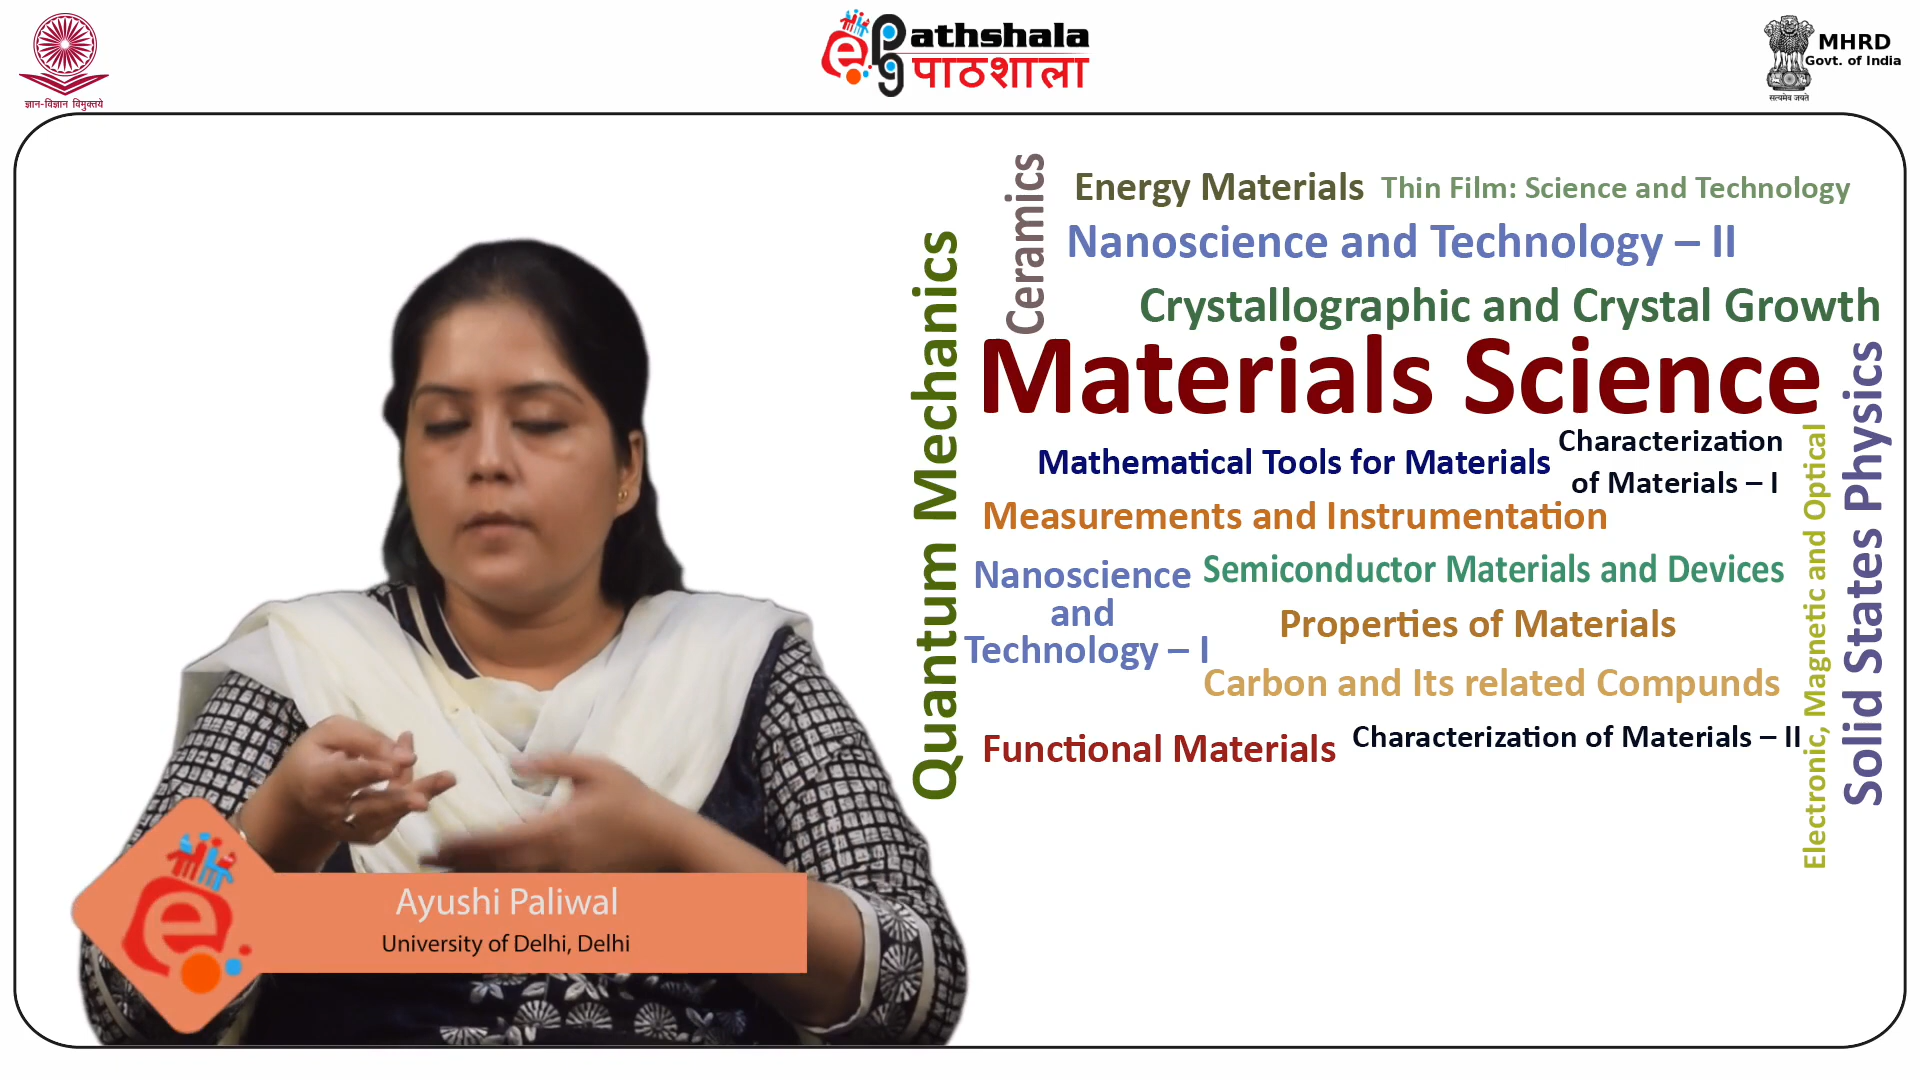 ज्ञान-विज्ञान विमुक्तये
ePathshala
पाठशाला
MHRD
Govt. of India
सत्यमेव जयते
Ceramics
Energy Materials
Thin Film: Science and Technology
Nanoscience and Technology – II
Crystallographic and Crystal Growth
Quantum Mechanics
Materials Science
Solid States Physics
Mathematical Tools for Materials
Characterization
of Materials – I
Electronic, Magnetic and Optical
Measurements and Instrumentation
Nanoscience
and
Technology – I
Semiconductor Materials and Devices
Properties of Materials
Carbon and Its related Compunds
Functional Materials
Characterization of Materials – II
Ayushi Paliwal
University of Delhi, Delhi